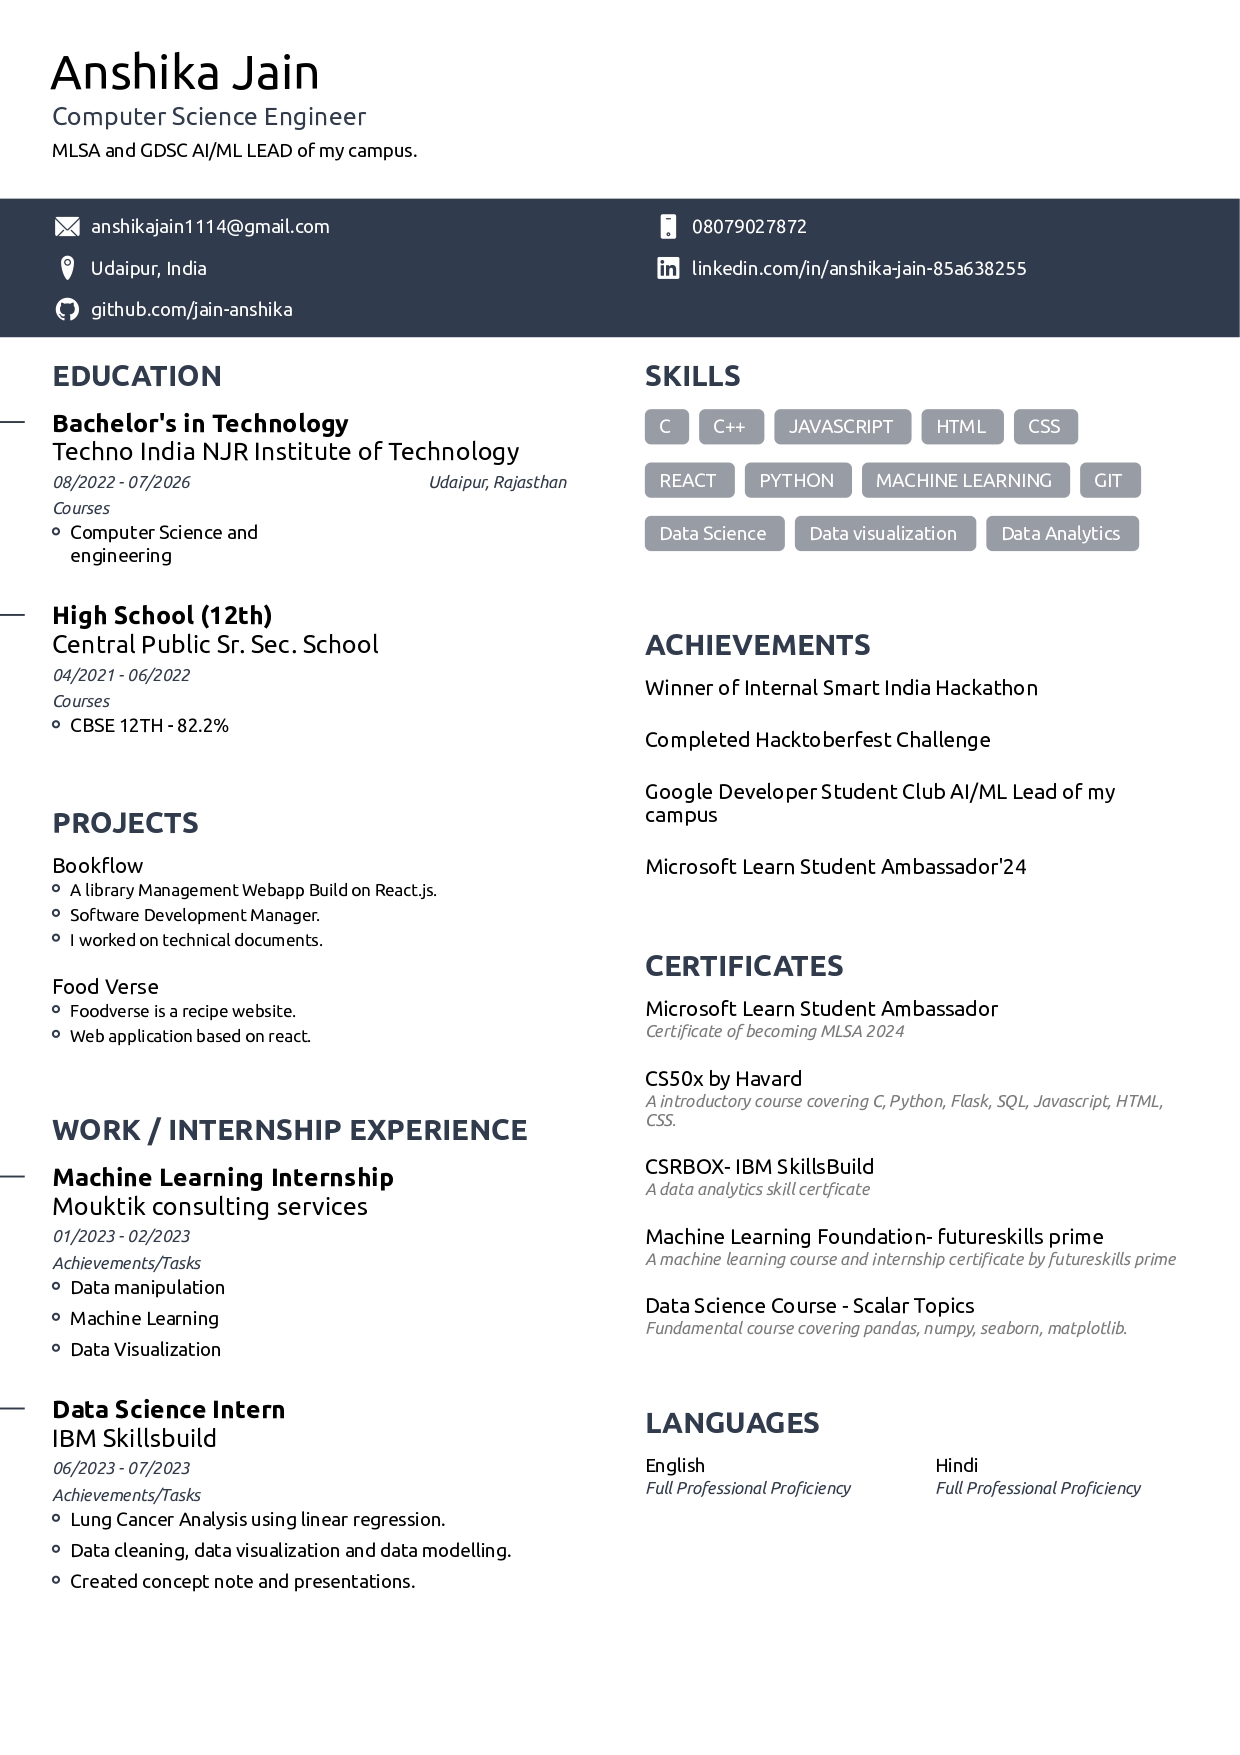 Anshika Jain
Computer Science Engineer
MLSA and GDSC AI/ML LEAD of my campus.
anshikajain1114@gmail.com
08079027872
Udaipur, India
linkedin.com/in/anshika-jain-85a638255
github.com/jain-anshika
EDUCATION
Bachelor's in Technology
Techno India NJR Institute of Technology
08/2022 - 07/2026 Udaipur, Rajasthan
Courses
Computer Science and
engineering
High School (12th)
Central Public Sr. Sec. School
04/2021 - 06/2022
Courses
CBSE 12TH - 82.2%
PROJECTS
Bookflow
A library Management Webapp Build on React.js.
Software Development Manager.
I worked on technical documents.
Food Verse
Foodverse is a recipe website.
Web application based on react.
WORK / INTERNSHIP EXPERIENCE
Machine Learning Internship
Mouktik consulting services
01/2023 - 02/2023
Achievements/Tasks
Data manipulation
Machine Learning
Data Visualization
Data Science Intern
IBM Skillsbuild
06/2023 - 07/2023
Achievements/Tasks
Lung Cancer Analysis using linear regression.
Data cleaning, data visualization and data modelling.
Created concept note and presentations.
SKILLS
C C++ JAVASCRIPT HTML CSS
REACT PYTHON MACHINE LEARNING GIT
Data Science Data visualization Data Analytics
ACHIEVEMENTS
Winner of Internal Smart India Hackathon
Completed Hacktoberfest Challenge
Google Developer Student Club AI/ML Lead of my
campus
Microsoft Learn Student Ambassador'24
CERTIFICATES
Microsoft Learn Student Ambassador
Certificate of becoming MLSA 2024
CS50x by Havard
A introductory course covering C, Python, Flask, SQL, Javascript, HTML,
CSS.
CSRBOX- IBM SkillsBuild
A data analytics skill certficate
Machine Learning Foundation- futureskills prime
A machine learning course and internship certificate by futureskills prime
Data Science Course - Scalar Topics
Fundamental course covering pandas, numpy, seaborn, matplotlib.
LANGUAGES
English Hindi
Full Professional Proficiency Full Professional Proficiency